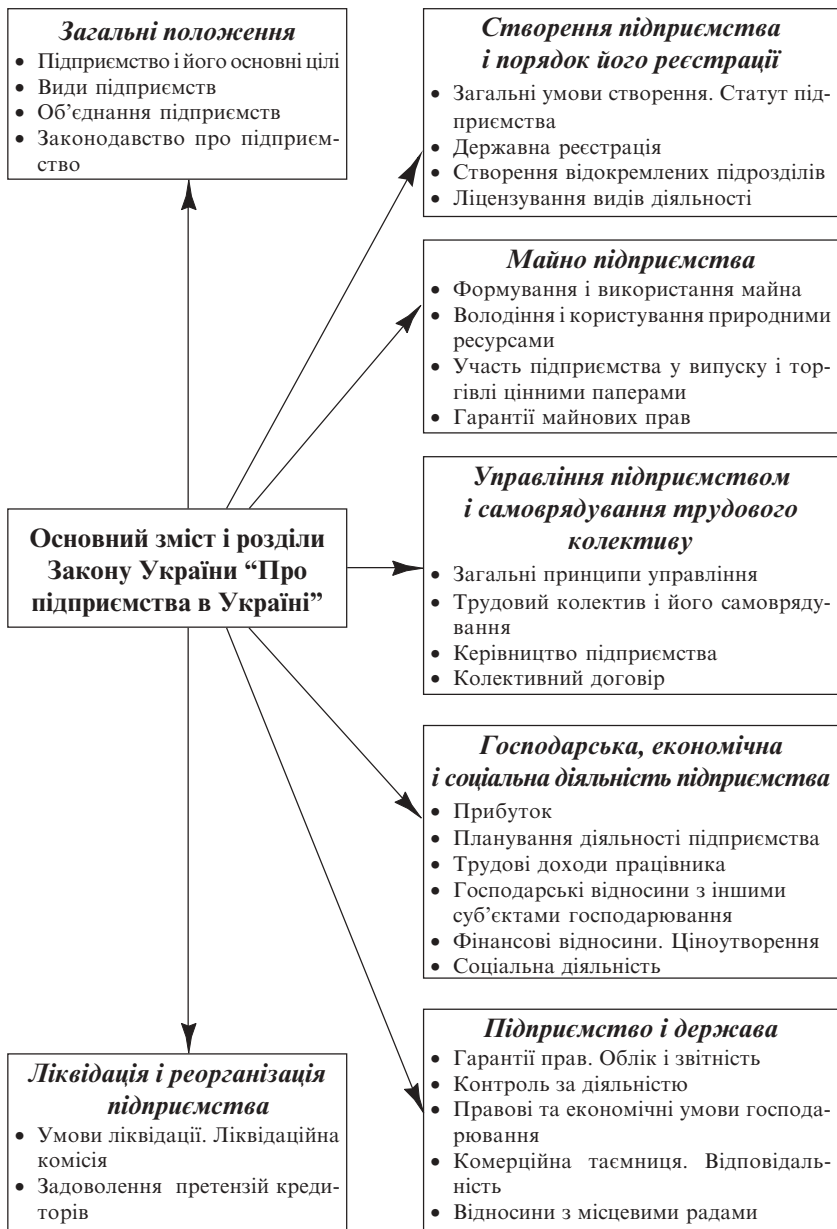 Загальні положення
• Підприємство і його основні цілі
• Види підприємств
• Об’єднання підприємств
• Законодавство про підприєм-
ство
Створення підприємства
і порядок його реєстрації
• Загальні умови створення. Статут під-
приємства
• Державна реєстрація
• Створення відокремлених підрозділів
• Ліцензування видів діяльності
Майно підприємства
• Формування і використання майна
• Володіння і користування природними
ресурсами
• Участь підприємства у випуску і тор-
гівлі цінними паперами
• Гарантії майнових прав
Основний зміст і розділи
Закону України “Про
підприємства в Україні”
Управління підприємством
і самоврядування трудового
колективу
• Загальні принципи управління
• Трудовий колектив і його самовряду-
вання
• Керівництво підприємства
• Колективний договір
Господарська, економічна
і соціальна діяльність підприємства
• Прибуток
• Планування діяльності підприємства
• Трудові доходи працівника
• Господарські відносини з іншими
суб’єктами господарювання
• Фінансові відносини. Ціноутворення
• Соціальна діяльність
Ліквідація і реорганізація
підприємства
• Умови ліквідації. Ліквідаційна
комісія
• Задоволення претензій креди-
торів
Підприємство і держава
• Гарантії прав. Облік і звітність
• Контроль за діяльністю
• Правові та економічні умови господа-
рювання
• Комерційна таємниця. Відповідаль-
ність
• Відносини з місцевими радами